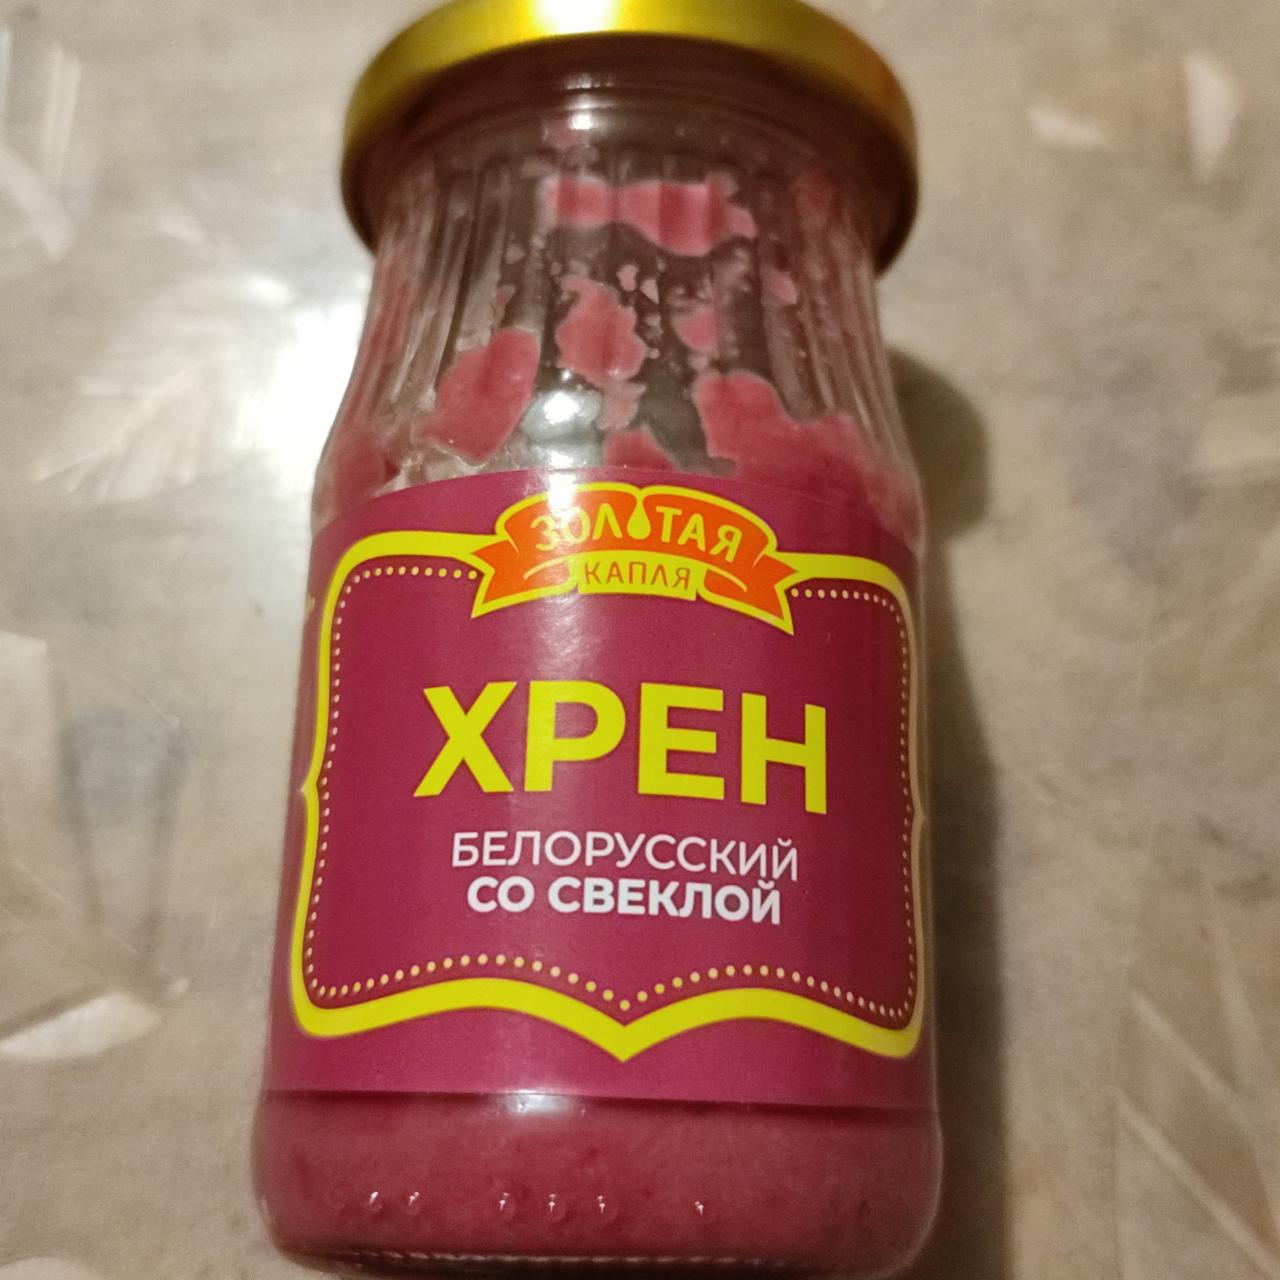 ЗОЛОТАЯ
КАПЛЯ
ХРЕН
БЕЛОРУССКИЙ
СО СВЕКЛОЙ